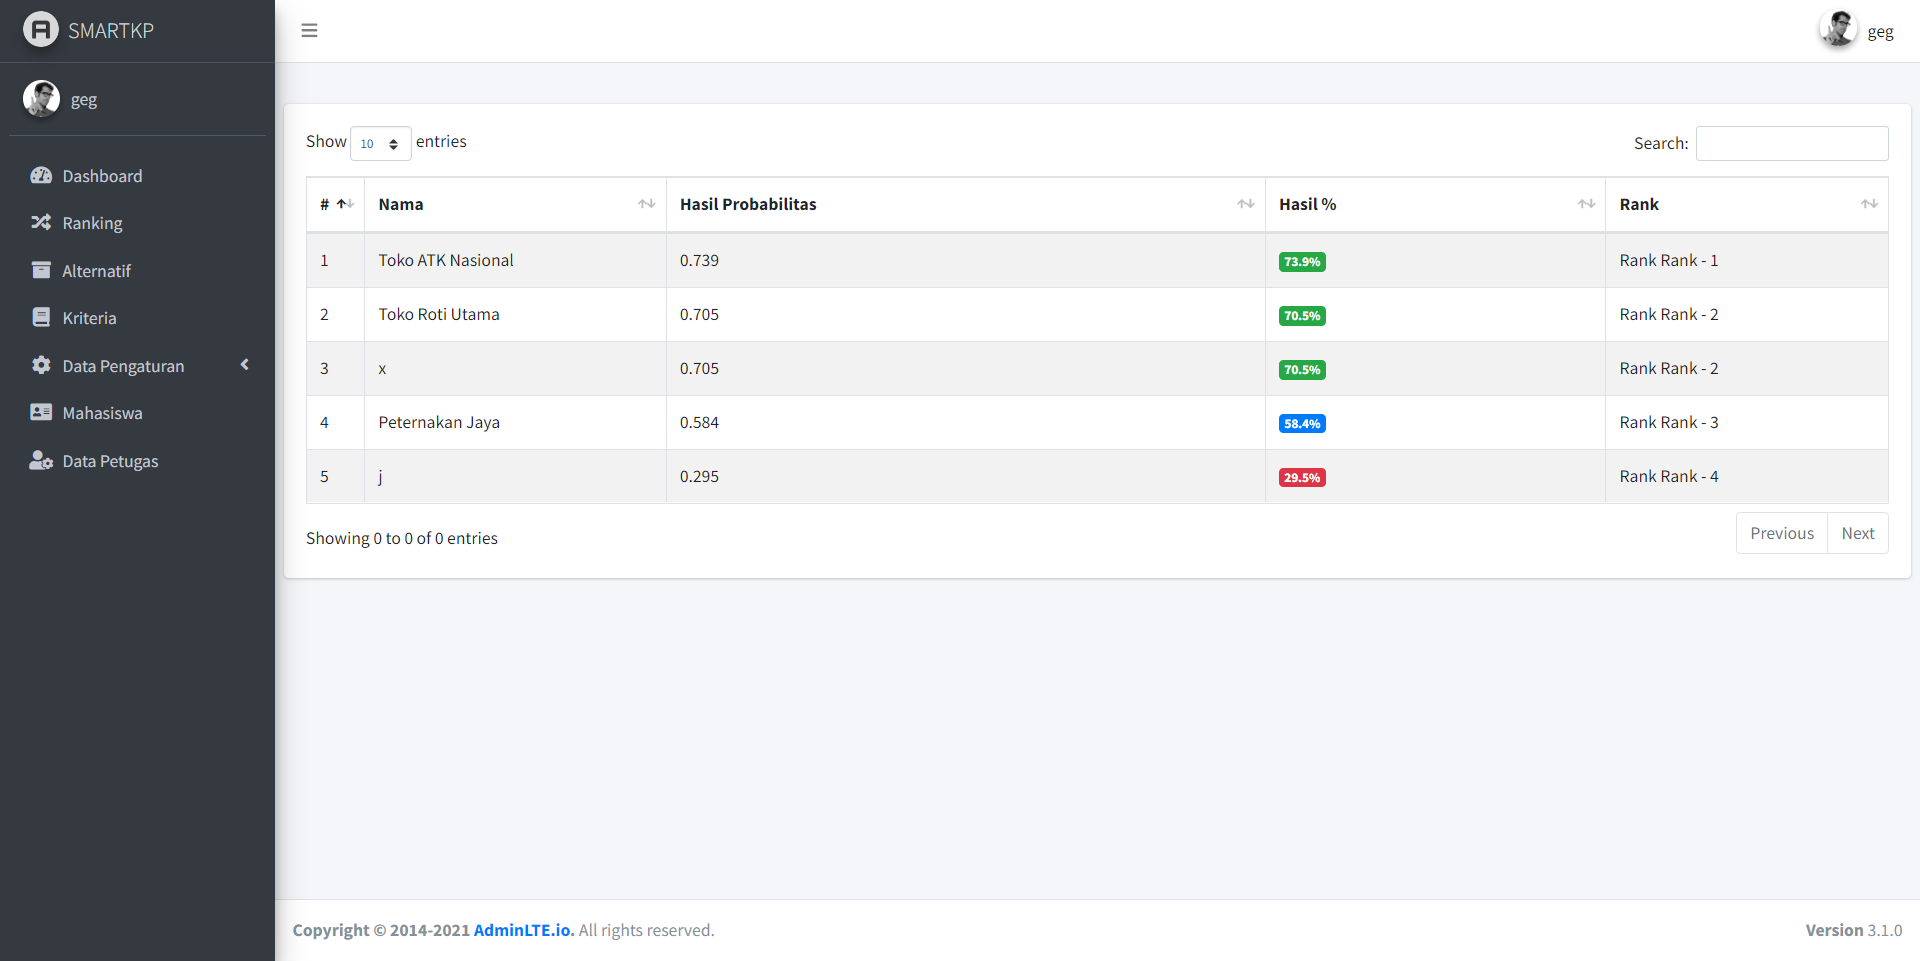 SMARTKP
geg
geg
Dashboard
Ranking
Alternatif
Kriteria
Data Pengaturan
Mahasiswa
Data Petugas
Show 10 entries
Search:
# Nama Hasil Probabilitas Hasil % Rank
1 Toko ATK Nasional 0.739 73.9% Rank Rank - 1
2 Toko Roti Utama 0.705 70.5% Rank Rank - 2
3 x 0.705 70.5% Rank Rank - 2
4 Peternakan Jaya 0.584 58.4% Rank Rank - 3
5 j 0.295 29.5% Rank Rank - 4
Showing 0 to 0 of 0 entries
Previous Next
Copyright © 2014-2021 AdminLTE.io. All rights reserved.
Version 3.1.0